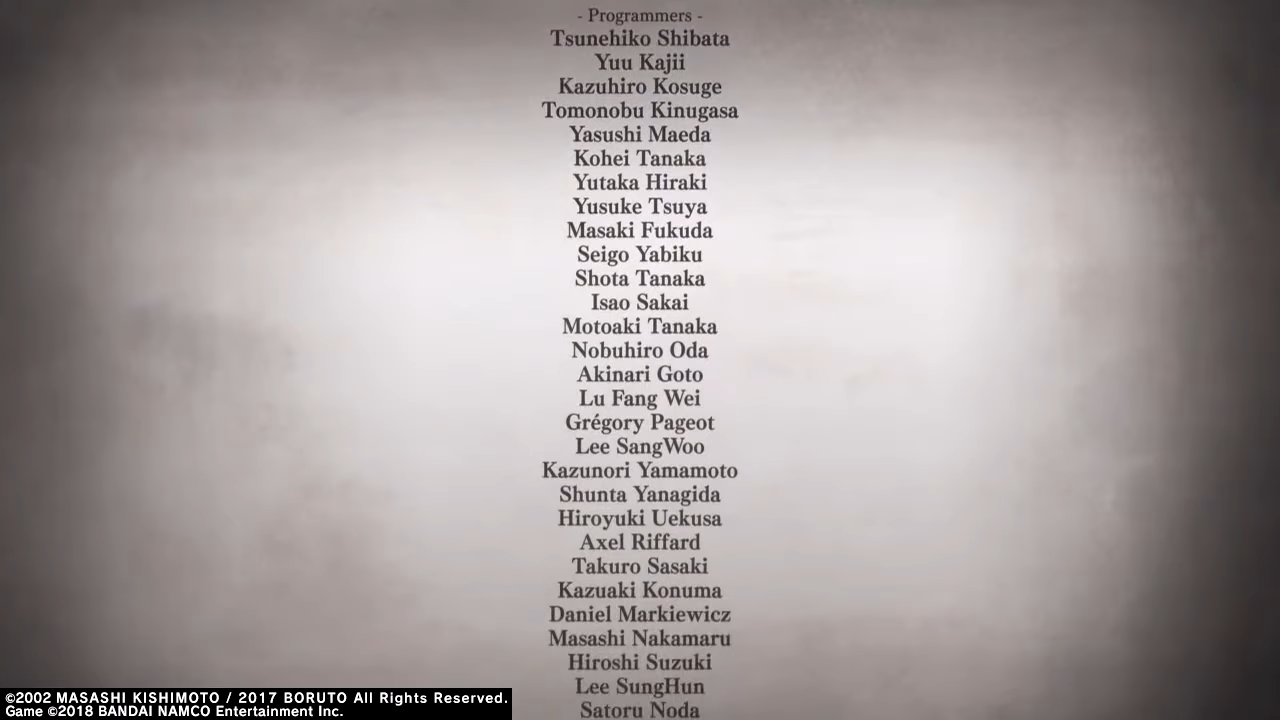 - Programmers -
Tsunehiko Shibata
Yuu Kajii
Kazuhiro Kosuge
Tomonobu Kinugasa
Yasushi Maeda
Kohei Tanaka
Yutaka Hiraki
Yusuke Tsuya
Masaki Fukuda
Seigo Yabiku
Shota Tanaka
Isao Sakai
Motoaki Tanaka
Nobuhiro Oda
Akinari Goto
Lu Fang Wei
Grégory Pageot
Lee SangWoo
Kazunori Yamamoto
Shunta Yanagida
Hiroyuki Uekusa
Axel Riffard
Takuro Sasaki
Kazuaki Konuma
Daniel Markiewicz
Masashi Nakamaru
Hiroshi Suzuki
Lee SungHun
Satoru Noda
©2002 MASASHI KISHIMOTO / 2017 BORUTO All Rights Reserved.
Game ©2018 BANDAI NAMCO Entertainment Inc.